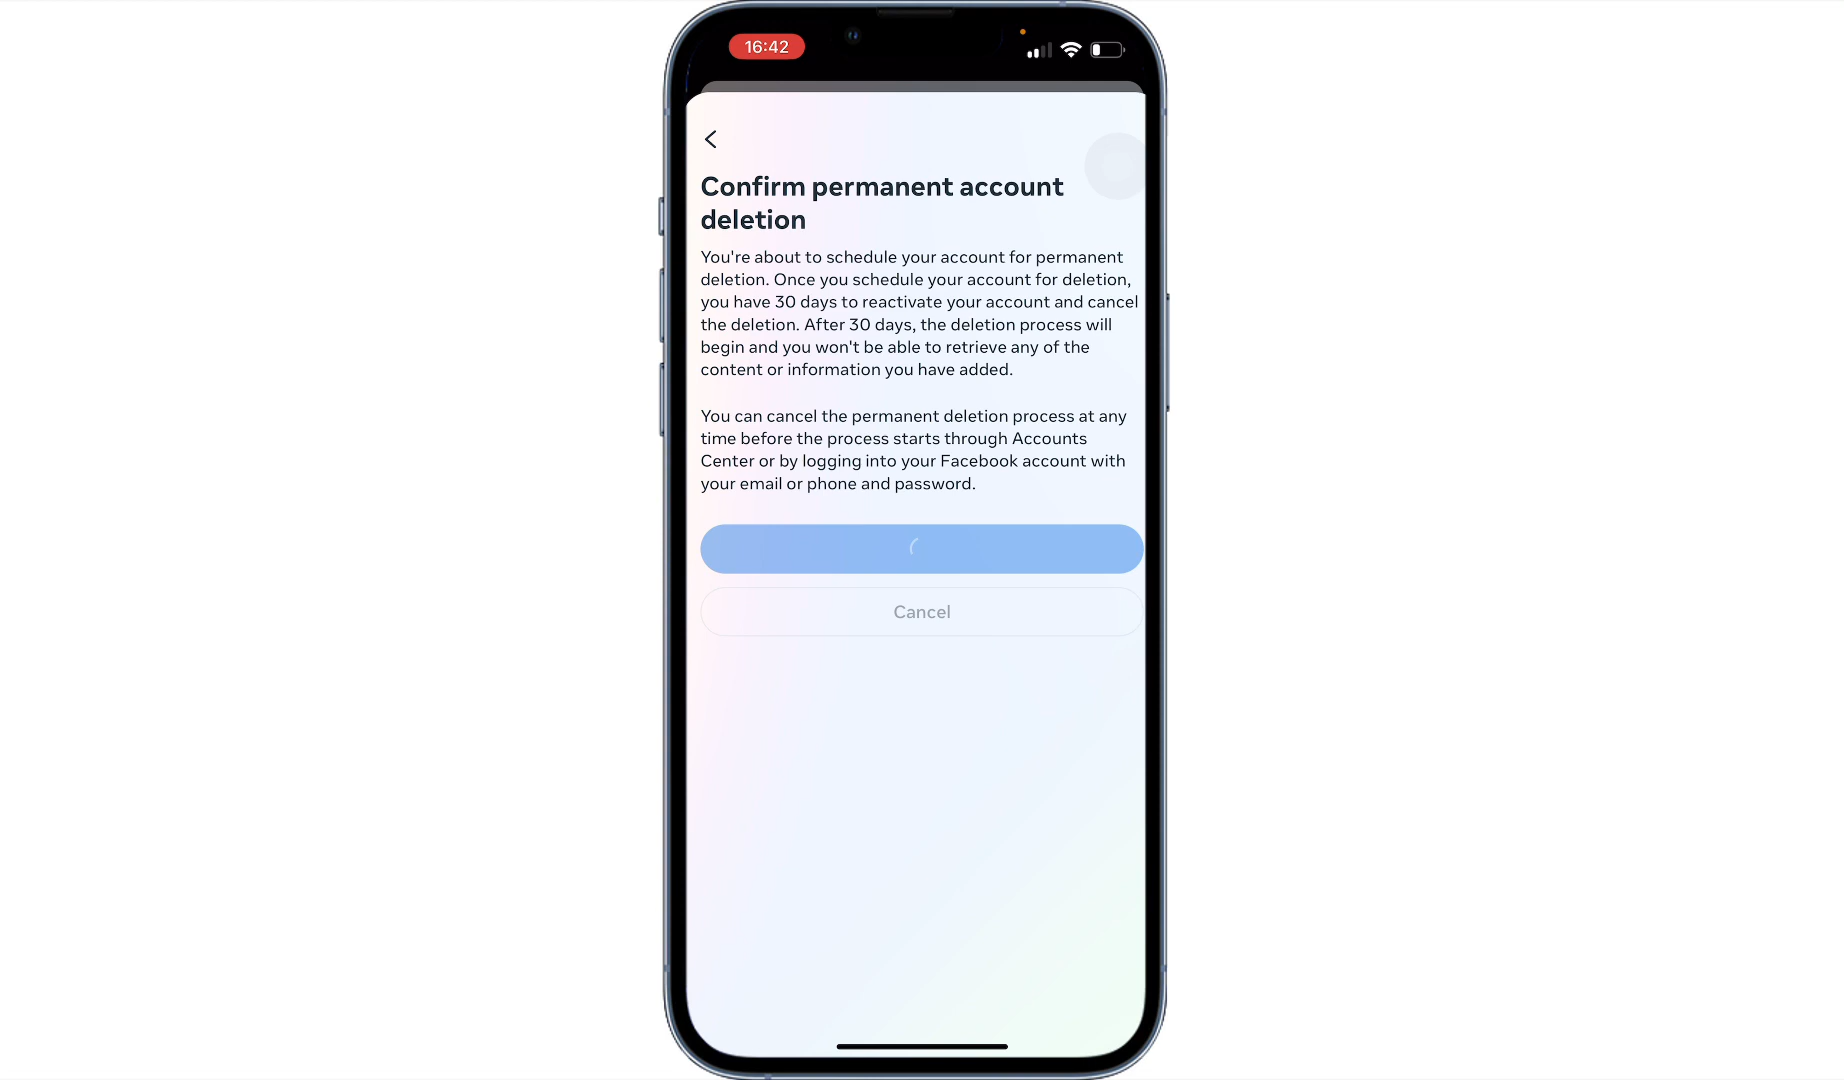 16:42
Confirm permanent account
deletion
You're about to schedule your account for permanent
deletion. Once you schedule your account for deletion,
you have 30 days to reactivate your account and cancel
the deletion. After 30 days, the deletion process will
begin and you won't be able to retrieve any of the
content or information you have added.
You can cancel the permanent deletion process at any
time before the process starts through Accounts
Center or by logging into your Facebook account with
your email or phone and password.
Cancel